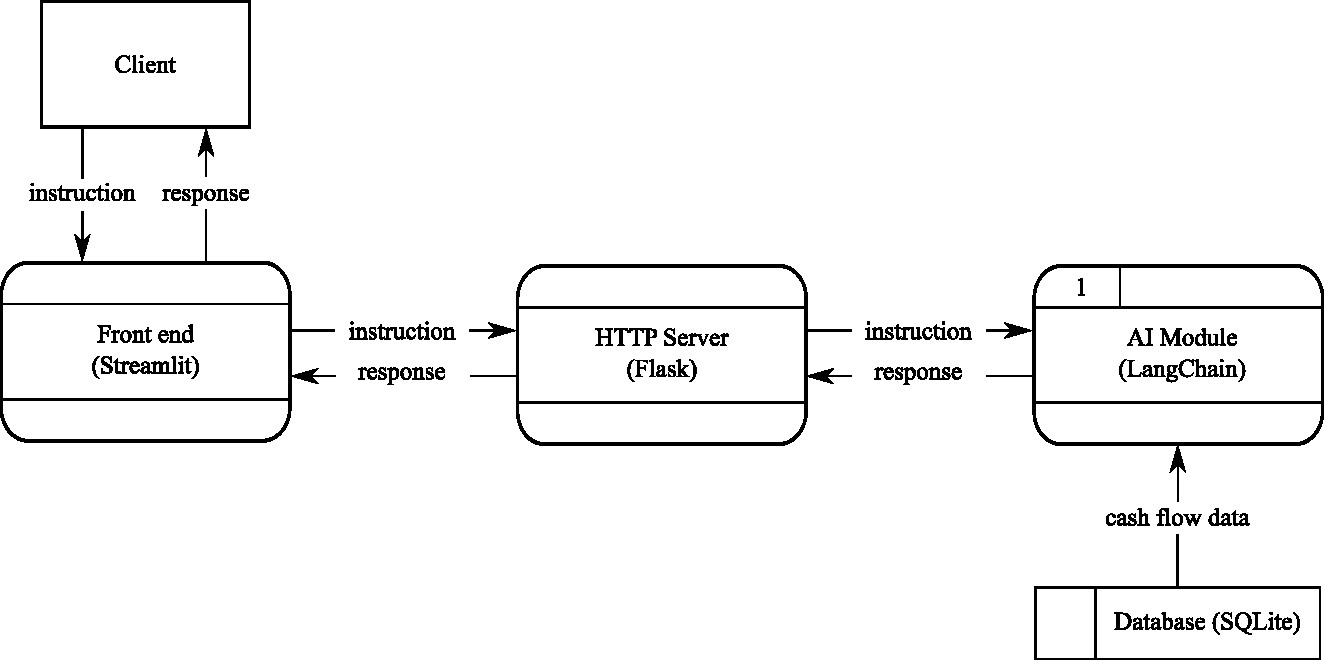 Client
instruction
response
Front end
(Streamlit)
instruction
response
HTTP Server
(Flask)
instruction
response
1
AI Module
(LangChain)
cash flow data
Database (SQLite)